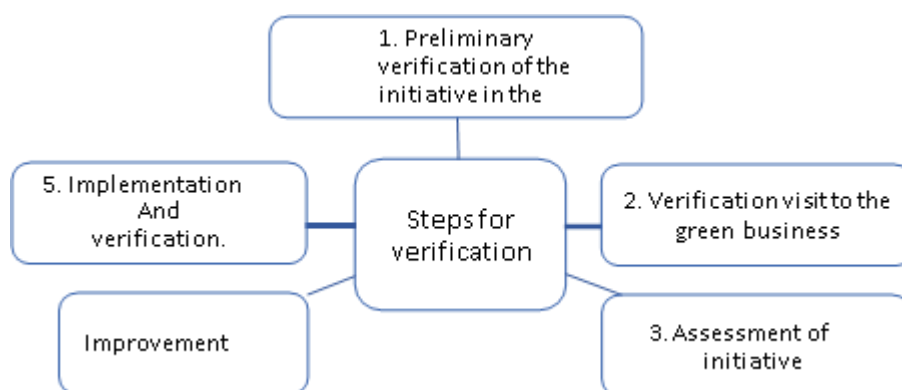 1. Preliminary
verification of the
initiative in the
5. Implementation
And
verification.
Steps for
verification
2. Verification visit to the
green business
Improvement
3. Assessment of
initiative